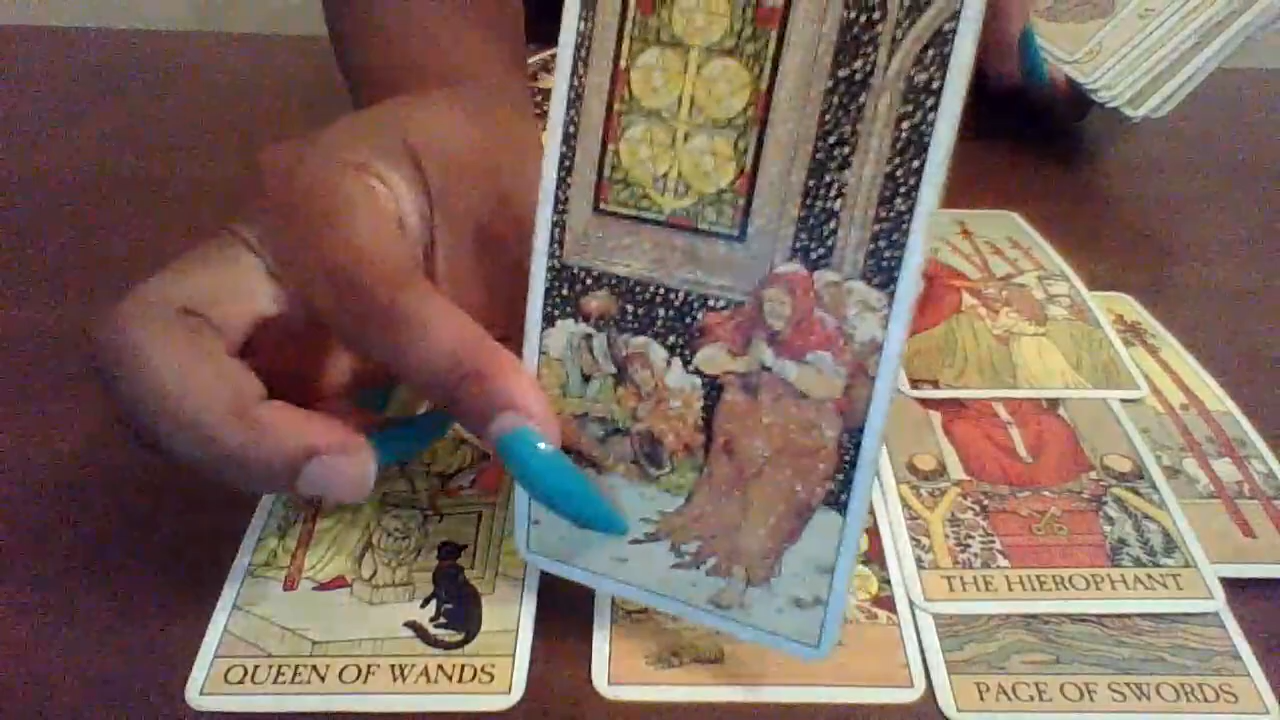 THE HIEROPHANT
QUEEN OF WANDS
PAGE OF SWORDS